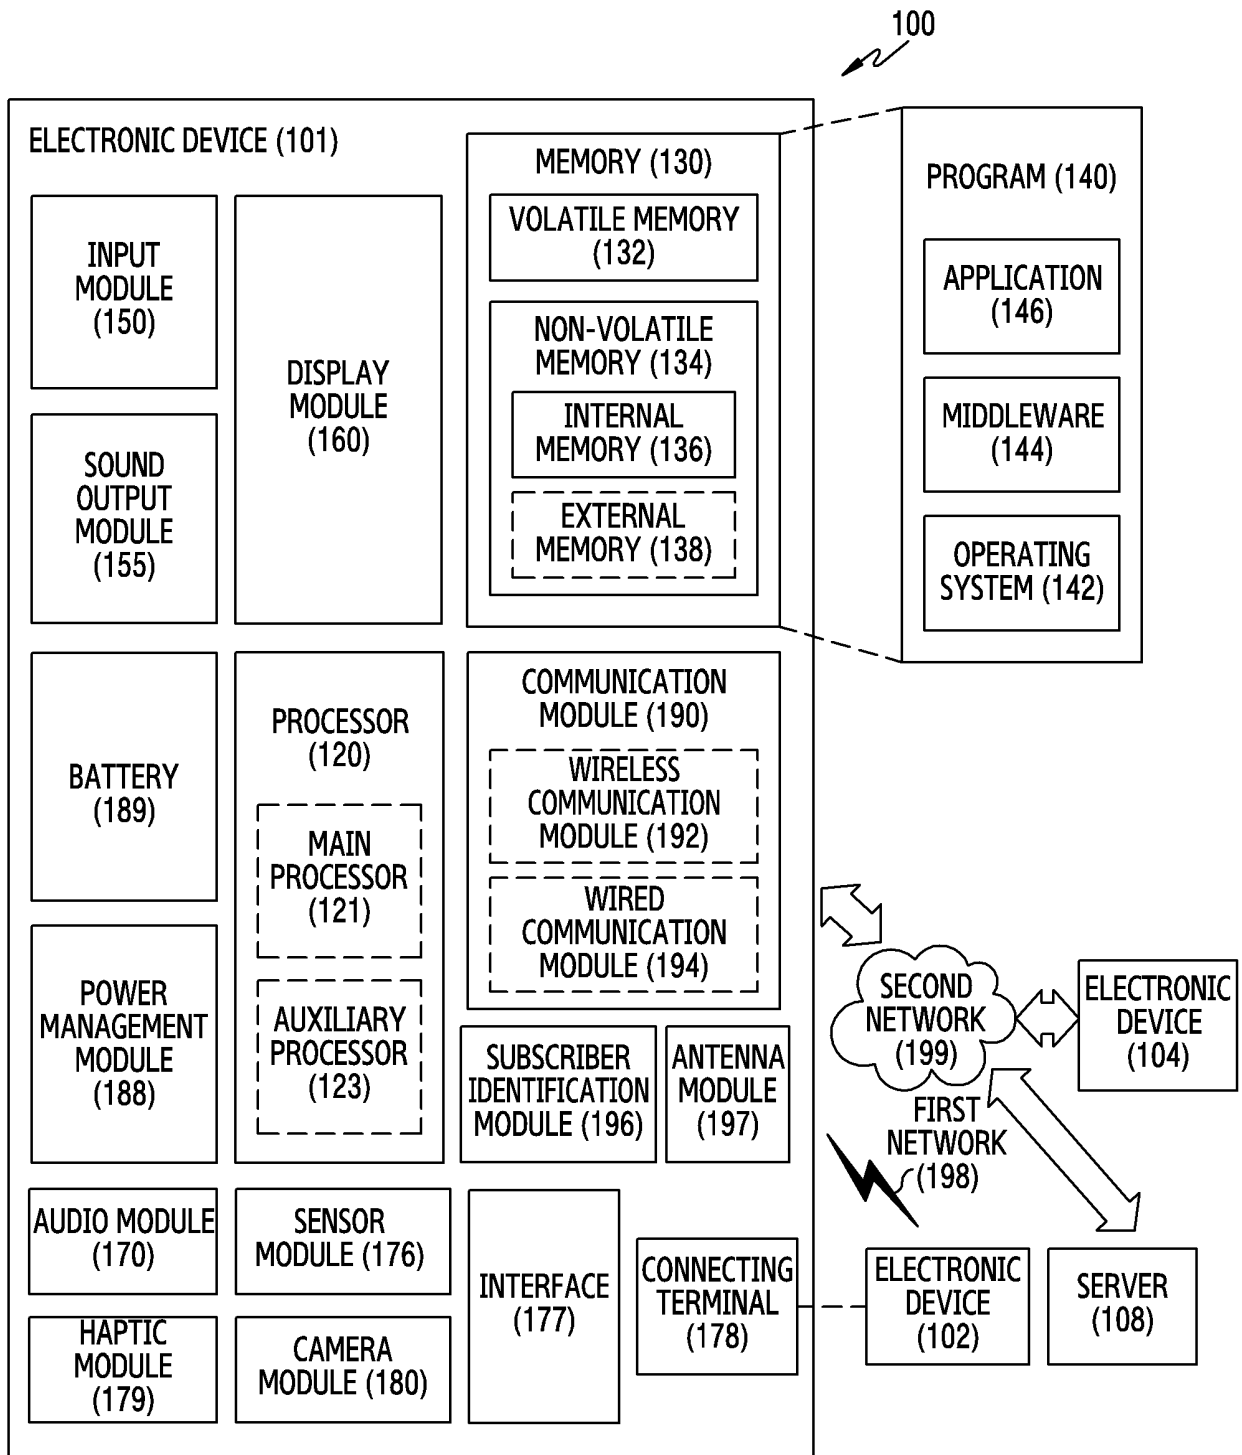 100
ELECTRONIC DEVICE (101)
INPUT
MODULE
(150)
SOUND
OUTPUT
MODULE
(155)
DISPLAY
MODULE
(160)
MEMORY (130)
VOLATILE MEMORY
(132)
NON-VOLATILE
MEMORY (134)
INTERNAL
MEMORY (136)
EXTERNAL
MEMORY (138)
PROGRAM (140)
APPLICATION
(146)
MIDDLEWARE
(144)
OPERATING
SYSTEM (142)
BATTERY
(189)
POWER
MANAGEMENT
MODULE
(188)
PROCESSOR
(120)
MAIN
PROCESSOR
(121)
AUXILIARY
PROCESSOR
(123)
COMMUNICATION
MODULE (190)
WIRELESS
COMMUNICATION
MODULE (192)
WIRED
COMMUNICATION
MODULE (194)
SUBSCRIBER
IDENTIFICATION
MODULE (196)
ANTENNA
MODULE
(197)
SECOND
NETWORK
(199)
ELECTRONIC
DEVICE
(104)
FIRST
NETWORK
(198)
AUDIO MODULE
(170)
SENSOR
MODULE (176)
INTERFACE
(177)
CONNECTING
TERMINAL
(178)
ELECTRONIC
DEVICE
(102)
SERVER
(108)
HAPTIC
MODULE
(179)
CAMERA
MODULE (180)